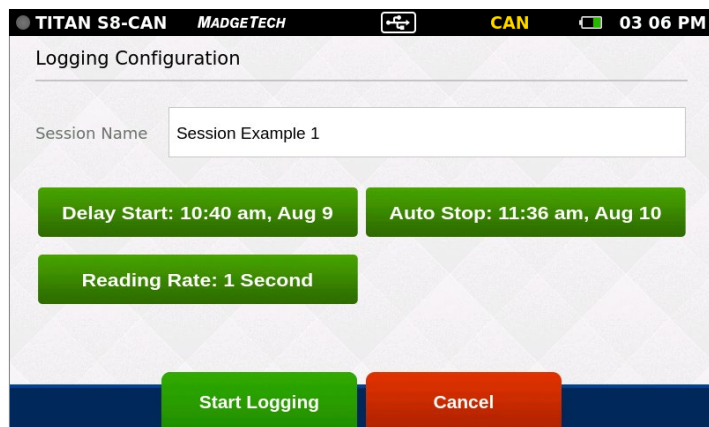 TITAN S8-CAN MADGETECH CAN 03 06 PM
Logging Configuration
Session Name Session Example 1
Delay Start: 10:40 am, Aug 9 Auto Stop: 11:36 am, Aug 10
Reading Rate: 1 Second
Start Logging Cancel